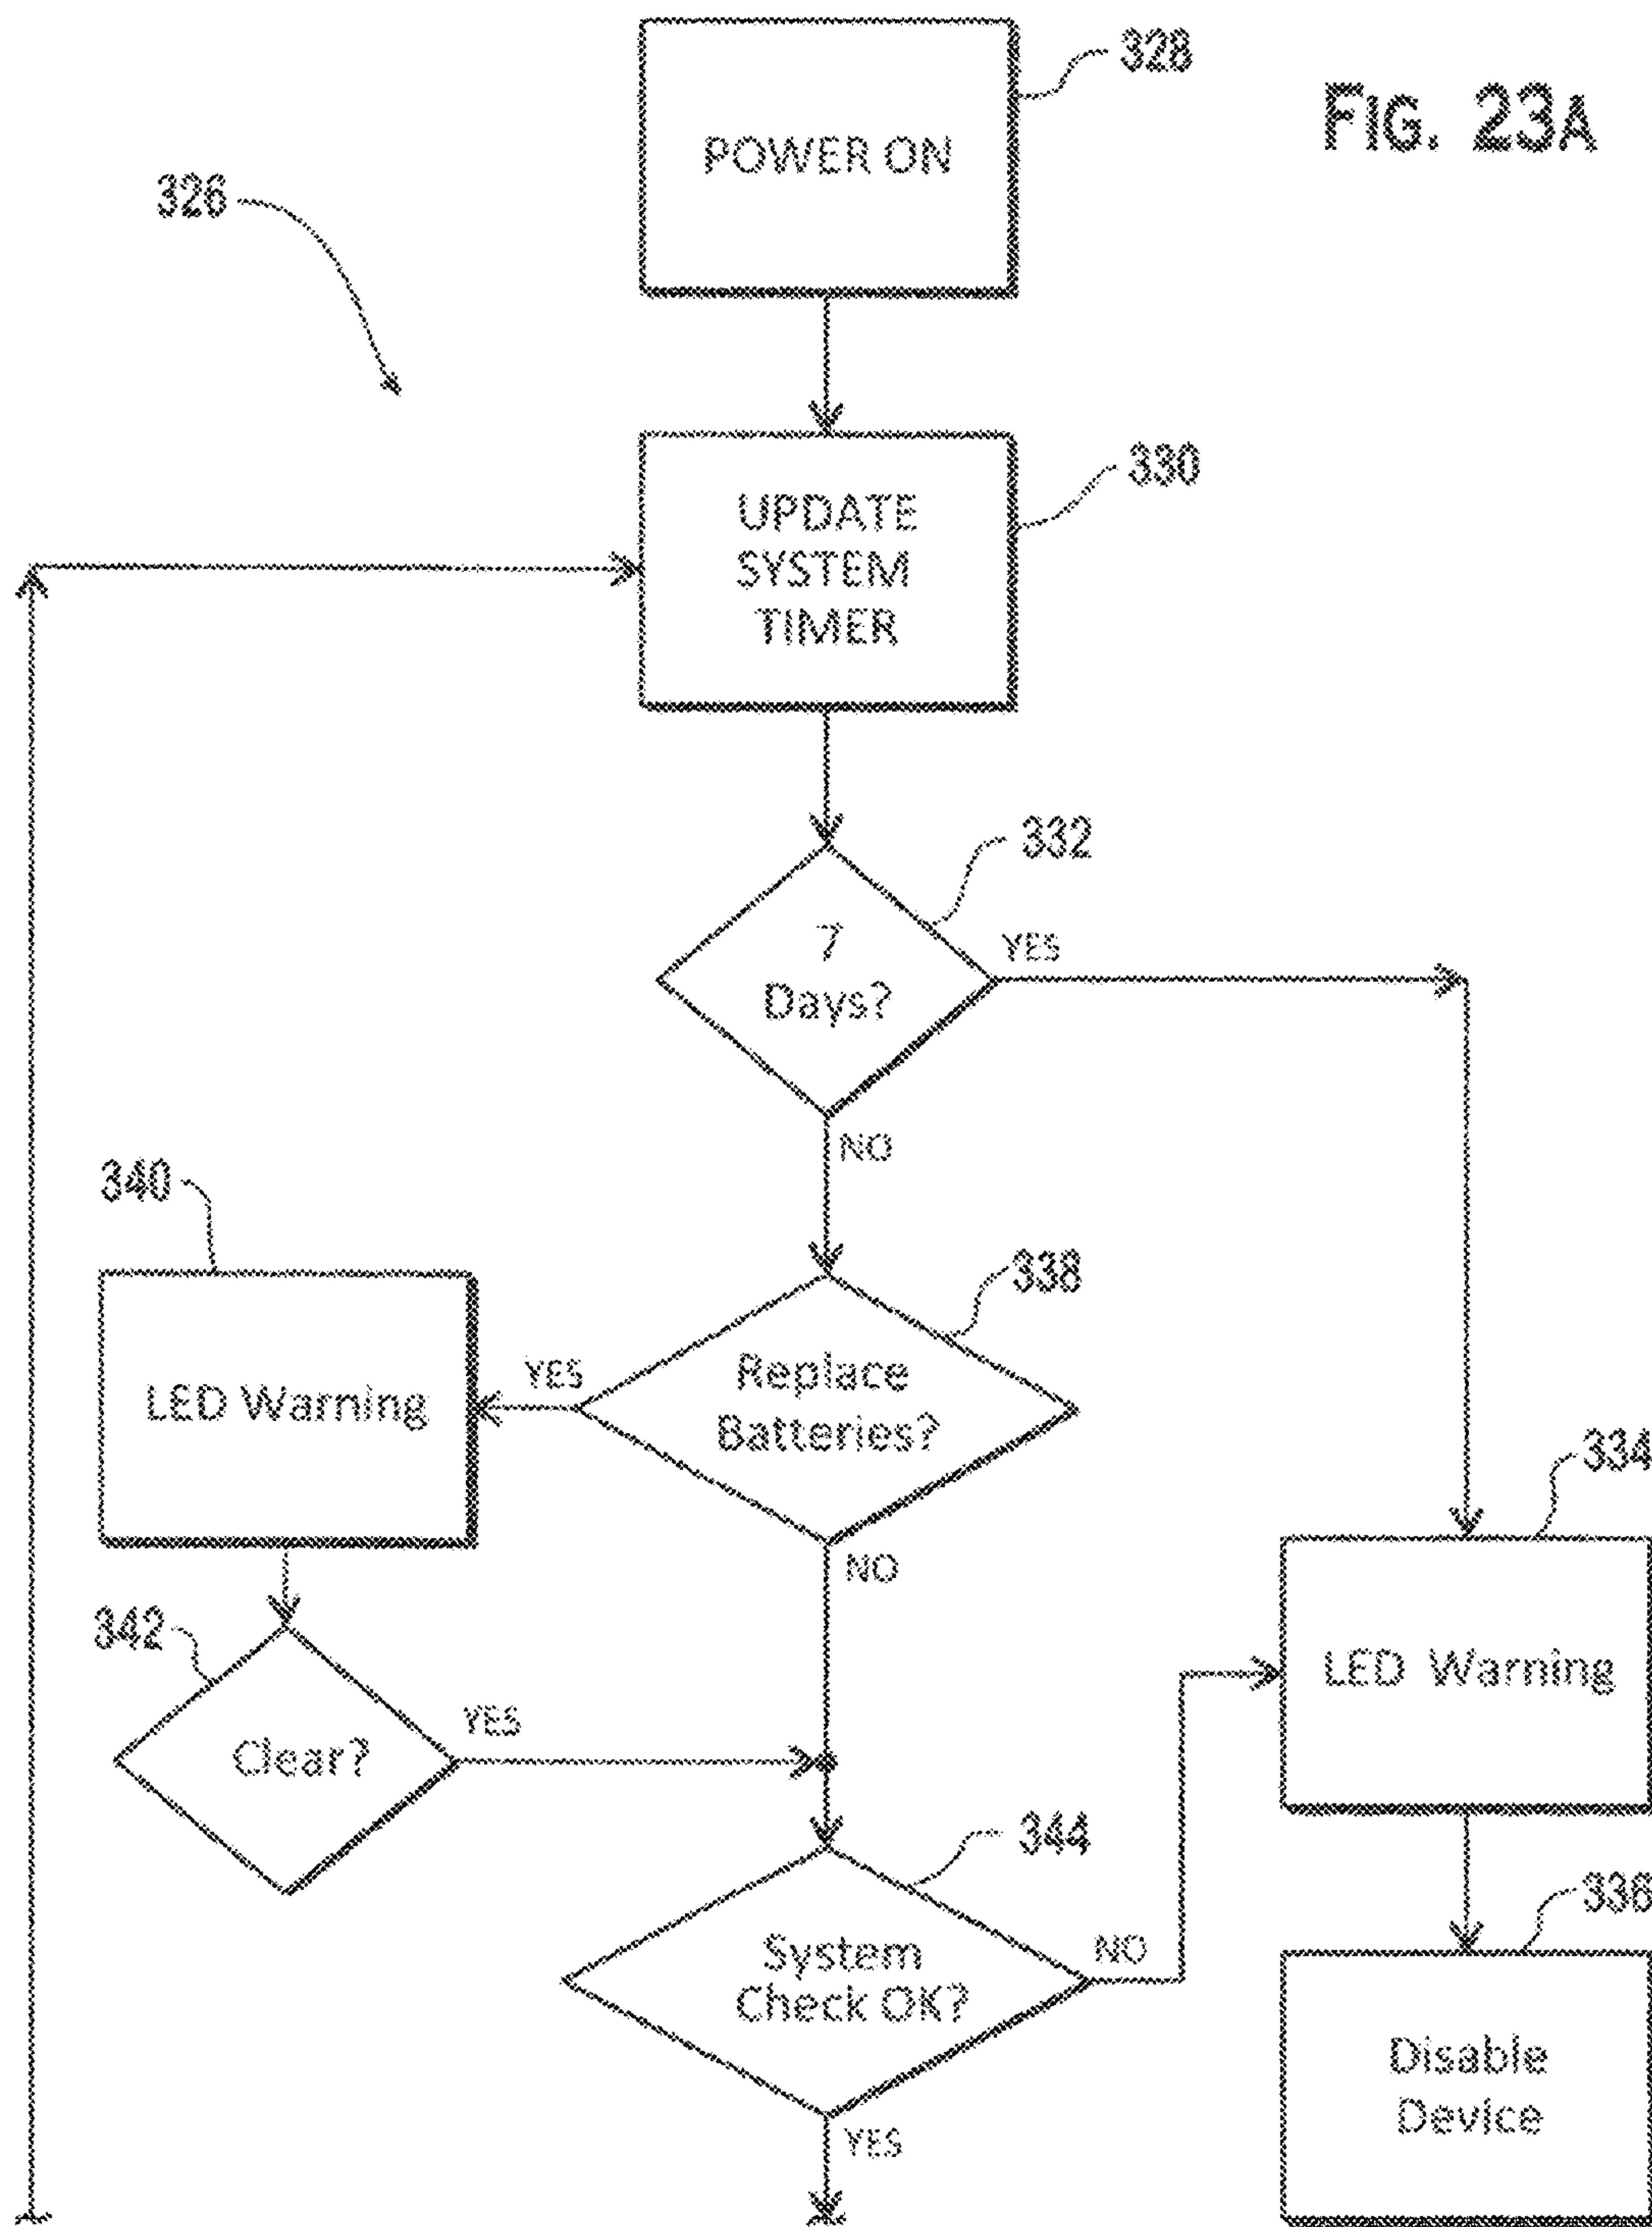 328
FIG. 23A
POWER ON
326
330
UPDATE
SYSTEM
TIMER
332
7
Days?
YES
NO
340
338
LED Warning
YES
Replace
Batteries?
334
NO
342
LED Warning
Clear?
YES
344
336
System
Check OK?
NO
Disable
Device
YES